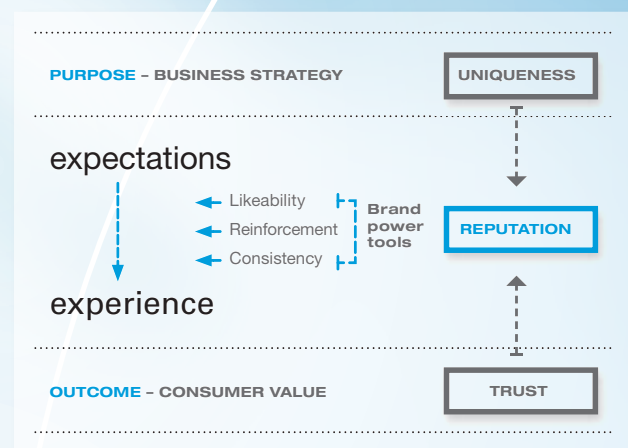 PURPOSE – BUSINESS STRATEGY
UNIQUENESS
expectations
Likeability
Reinforcement
Consistency
Brand
power
tools
REPUTATION
experience
OUTCOME – CONSUMER VALUE
TRUST